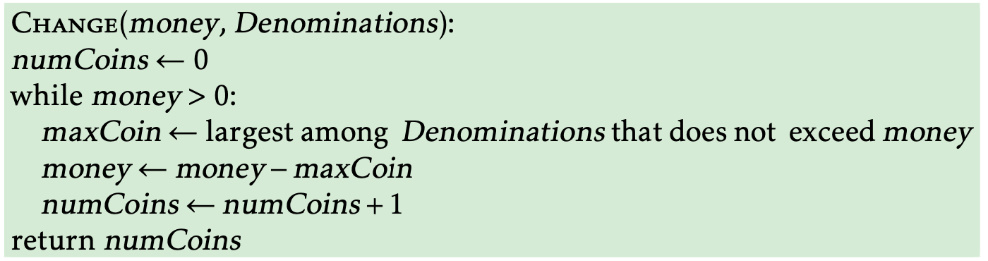 CHANGE(money, Denominations):
numCoins ← 0
while money > 0:
maxCoin ← largest among Denominations that does not exceed money
money ← money − maxCoin
numCoins ← numCoins + 1
return numCoins